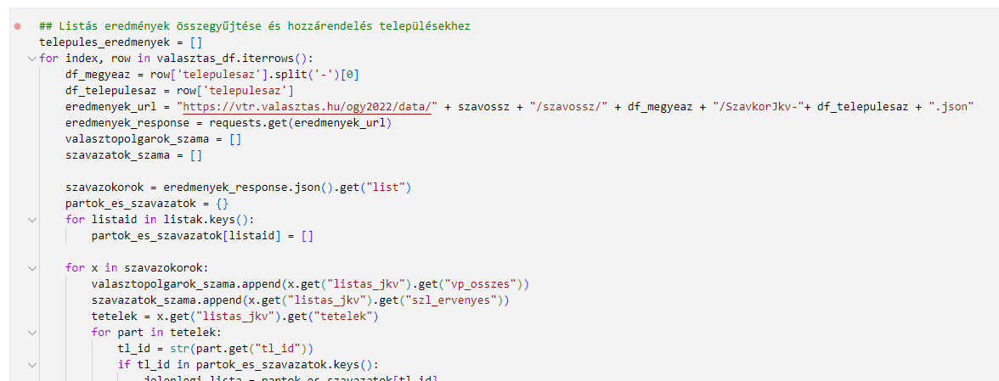 ## Listás eredmények összegyűjtése és hozzárendelés településekhez
telepules_eredmenyek = []
for index, row in valasztas_df.iterrows():
df_megyeaz = row['telepulesaz'].split('-')[0]
df_telepulesaz = row['telepulesaz']
eredmenyek_url = "https://vtr.valasztas.hu/ogy2022/data/" + szavossz + "/szavossz/" + df_megyeaz + "/SzavkorJkv-"+ df_telepulesaz + ".json"
eredmenyek_response = requests.get(eredmenyek_url)
valasztopolgarok_szama = []
szavazatok_szama = []
szavazokorok = eredmenyek_response.json().get("list")
partok_es_szavazatok = {}
for listaid in listak.keys():
partok_es_szavazatok[listaid] = []
for x in szavazokorok:
valasztopolgarok_szama.append(x.get("listas_jkv").get("vp_osszes"))
szavazatok_szama.append(x.get("listas_jkv").get("szl_ervenyes"))
tetelek = x.get("listas_jkv").get("tetelek")
for part in tetelek:
tl_id = str(part.get("tl_id"))
if tl_id in partok_es_szavazatok.keys():
jelenlegi_lista = partok_es_szavazatok[tl_id]